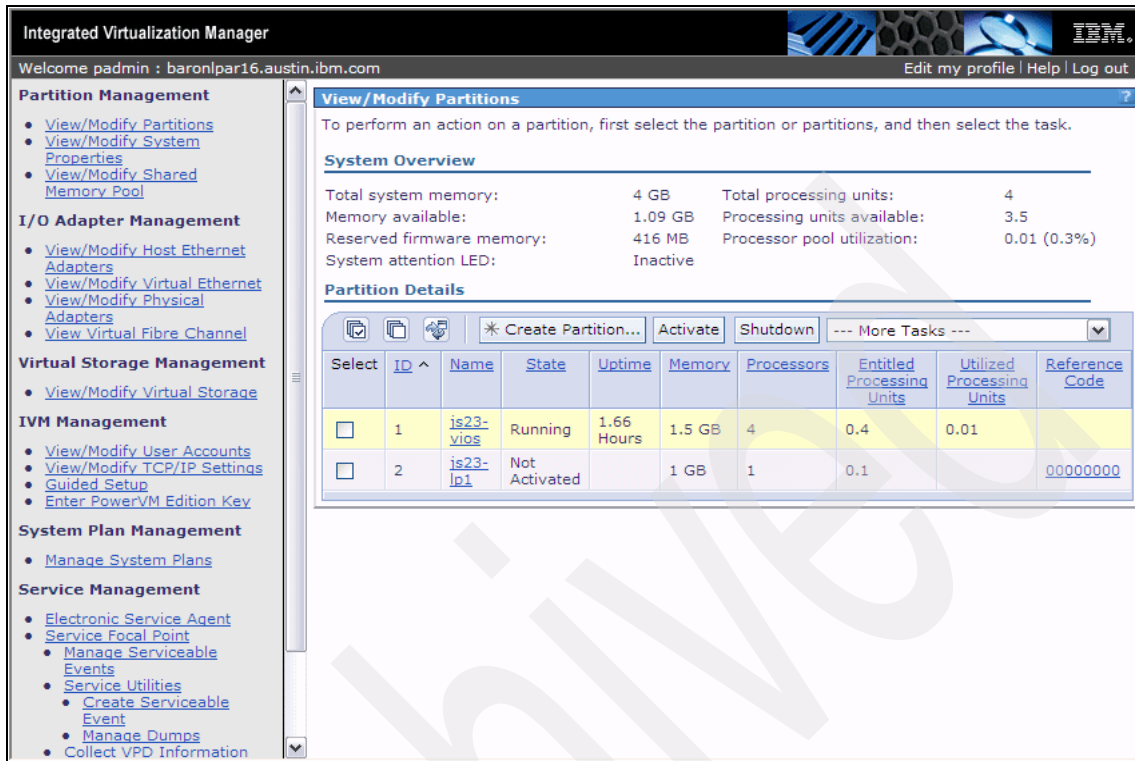 Integrated Virtualization Manager
IBM.
Welcome padmin : baronlpar16.austin.ibm.com
Edit my profile | Help | Log out
Partition Management
View/Modify Partitions
View/Modify System
Properties
View/Modify Shared
Memory Pool
I/O Adapter Management
View/Modify Host Ethernet
Adapters
View/Modify Virtual Ethernet
View/Modify Physical
Adapters
View Virtual Fibre Channel
Virtual Storage Management
View/Modify Virtual Storage
IVM Management
View/Modify User Accounts
View/Modify TCP/IP Settings
Guided Setup
Enter PowerVM Edition Key
System Plan Management
Manage System Plans
Service Management
Electronic Service Agent
Service Focal Point
Manage Serviceable
Events
Service Utilities
Create Serviceable
Event
Manage Dumps
Collect VPD Information
View/Modify Partitions ?
To perform an action on a partition, first select the partition or partitions, and then select the task.
System Overview
Total system memory: 4 GB Total processing units: 4
Memory available: 1.09 GB Processing units available: 3.5
Reserved firmware memory: 416 MB Processor pool utilization: 0.01 (0.3%)
System attention LED: Inactive
Partition Details
Create Partition... Activate Shutdown --- More Tasks ---
Select ID ^ Name State Uptime Memory Processors Entitled Processing Units Utilized Processing Units Reference Code
1 js23-vios Running 1.66 Hours 1.5 GB 4 0.4 0.01
2 js23-lp1 Not Activated 1 GB 1 0.1 00000000